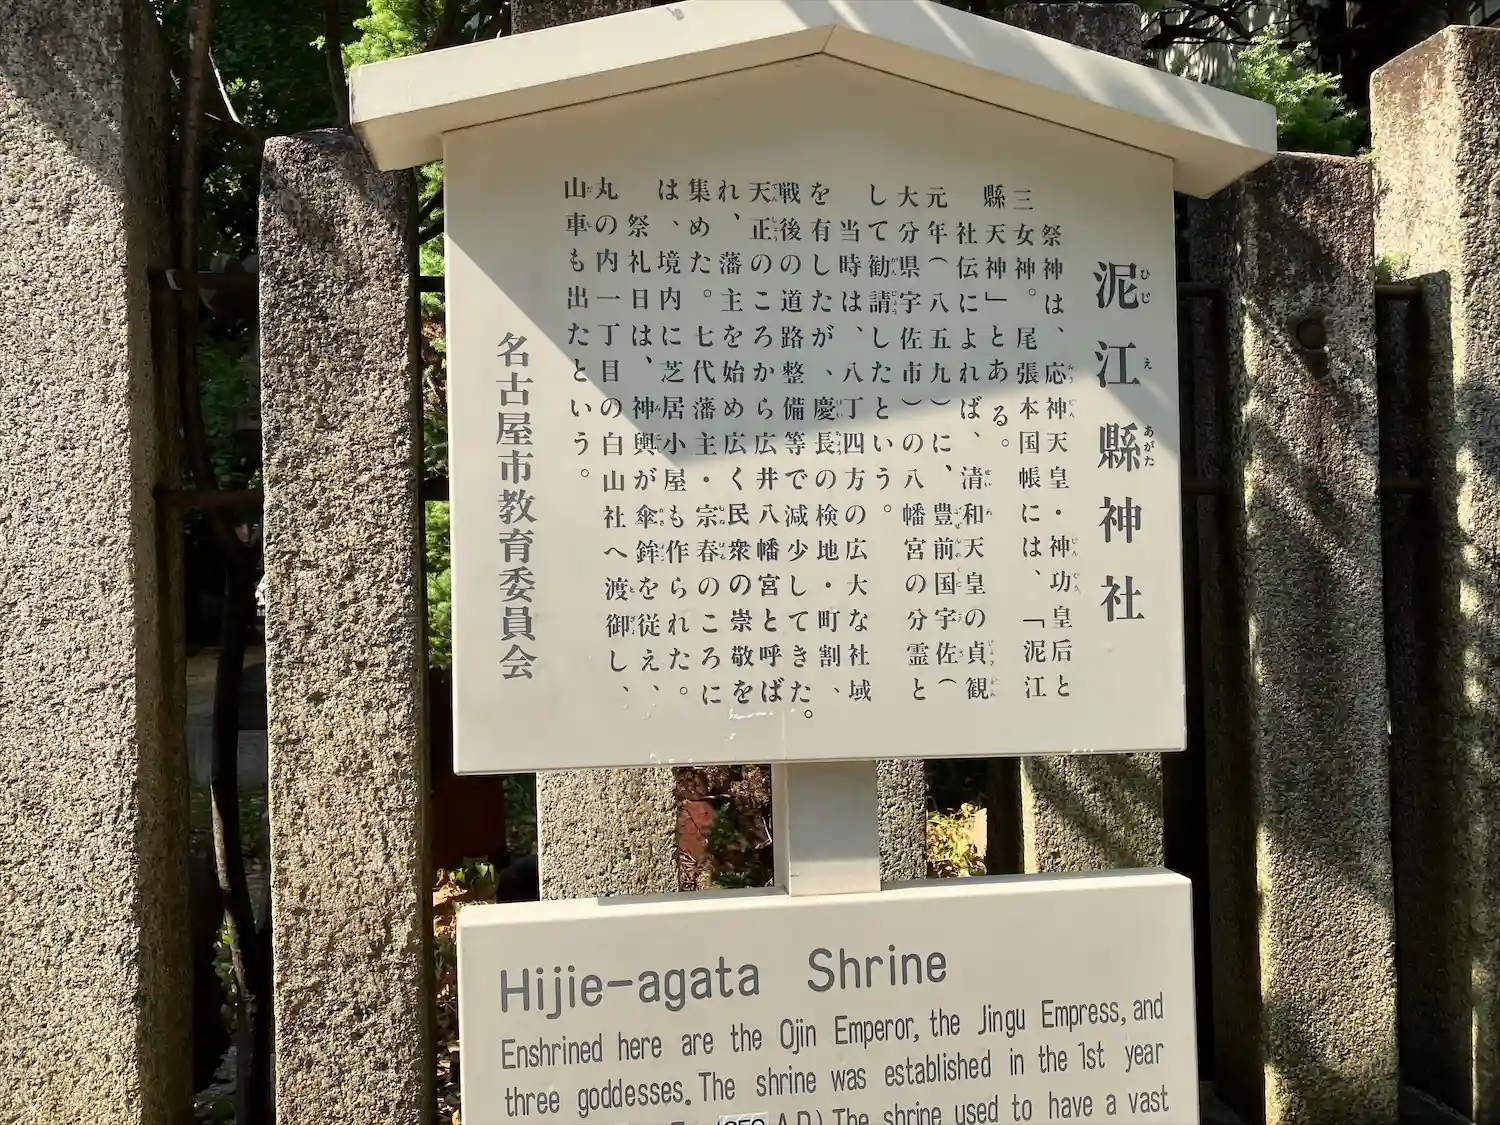 泥江縣神社
ひじ え あがた
祭神は、応神天皇・神功皇后と
三女神。尾張本国帳には、「泥江
縣天神」とある。
社伝によれば、清和天皇の貞観
元年(八五九)に、豊前国宇佐(
大分県宇佐市)の八幡宮の分霊と
して勧請したという。
当時は、八丁四方の広大な社域
を有したが、慶長の検地・町割、
戦後の道路整備等で減少してきた。
天正のころから広井八幡宮と呼ば
れ、藩主を始め広く民衆の崇敬を
集めた。七代藩主・宗春のころに
は、境内に芝居小屋も作られた。
祭礼日は、神輿が傘鉾を従え、
丸の内一丁目の白山社へ渡御し、
山車も出たという。
名古屋市教育委員会
Hijie-agata Shrine
Enshrined here are the Ojin Emperor, the Jingu Empress, and
three goddesses. The shrine was established in the 1st year
A.D.) The shrine used to have a vast